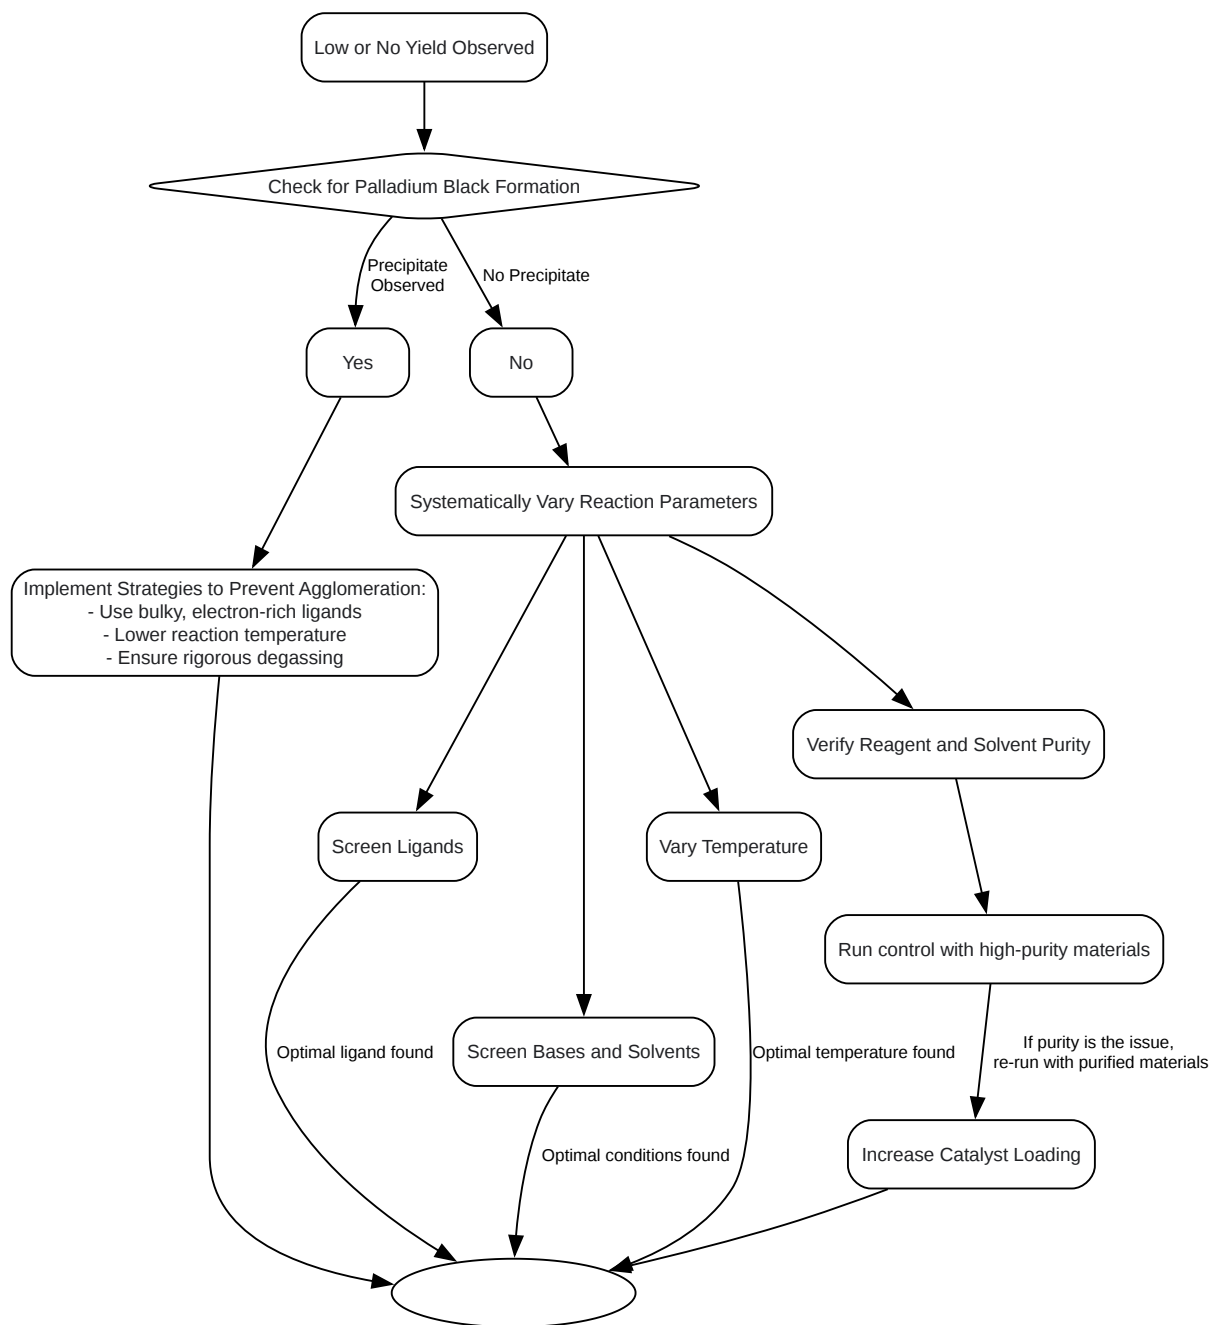 Low or No Yield Observed
Check for Palladium Black Formation
Precipitate
Observed
No Precipitate
Yes
No
Systematically Vary Reaction Parameters
Implement Strategies to Prevent Agglomeration:
- Use bulky, electron-rich ligands
- Lower reaction temperature
- Ensure rigorous degassing
Verify Reagent and Solvent Purity
Screen Ligands
Vary Temperature
Run control with high-purity materials
Optimal ligand found
Screen Bases and Solvents
Optimal temperature found
If purity is the issue,
re-run with purified materials
Optimal conditions found
Increase Catalyst Loading